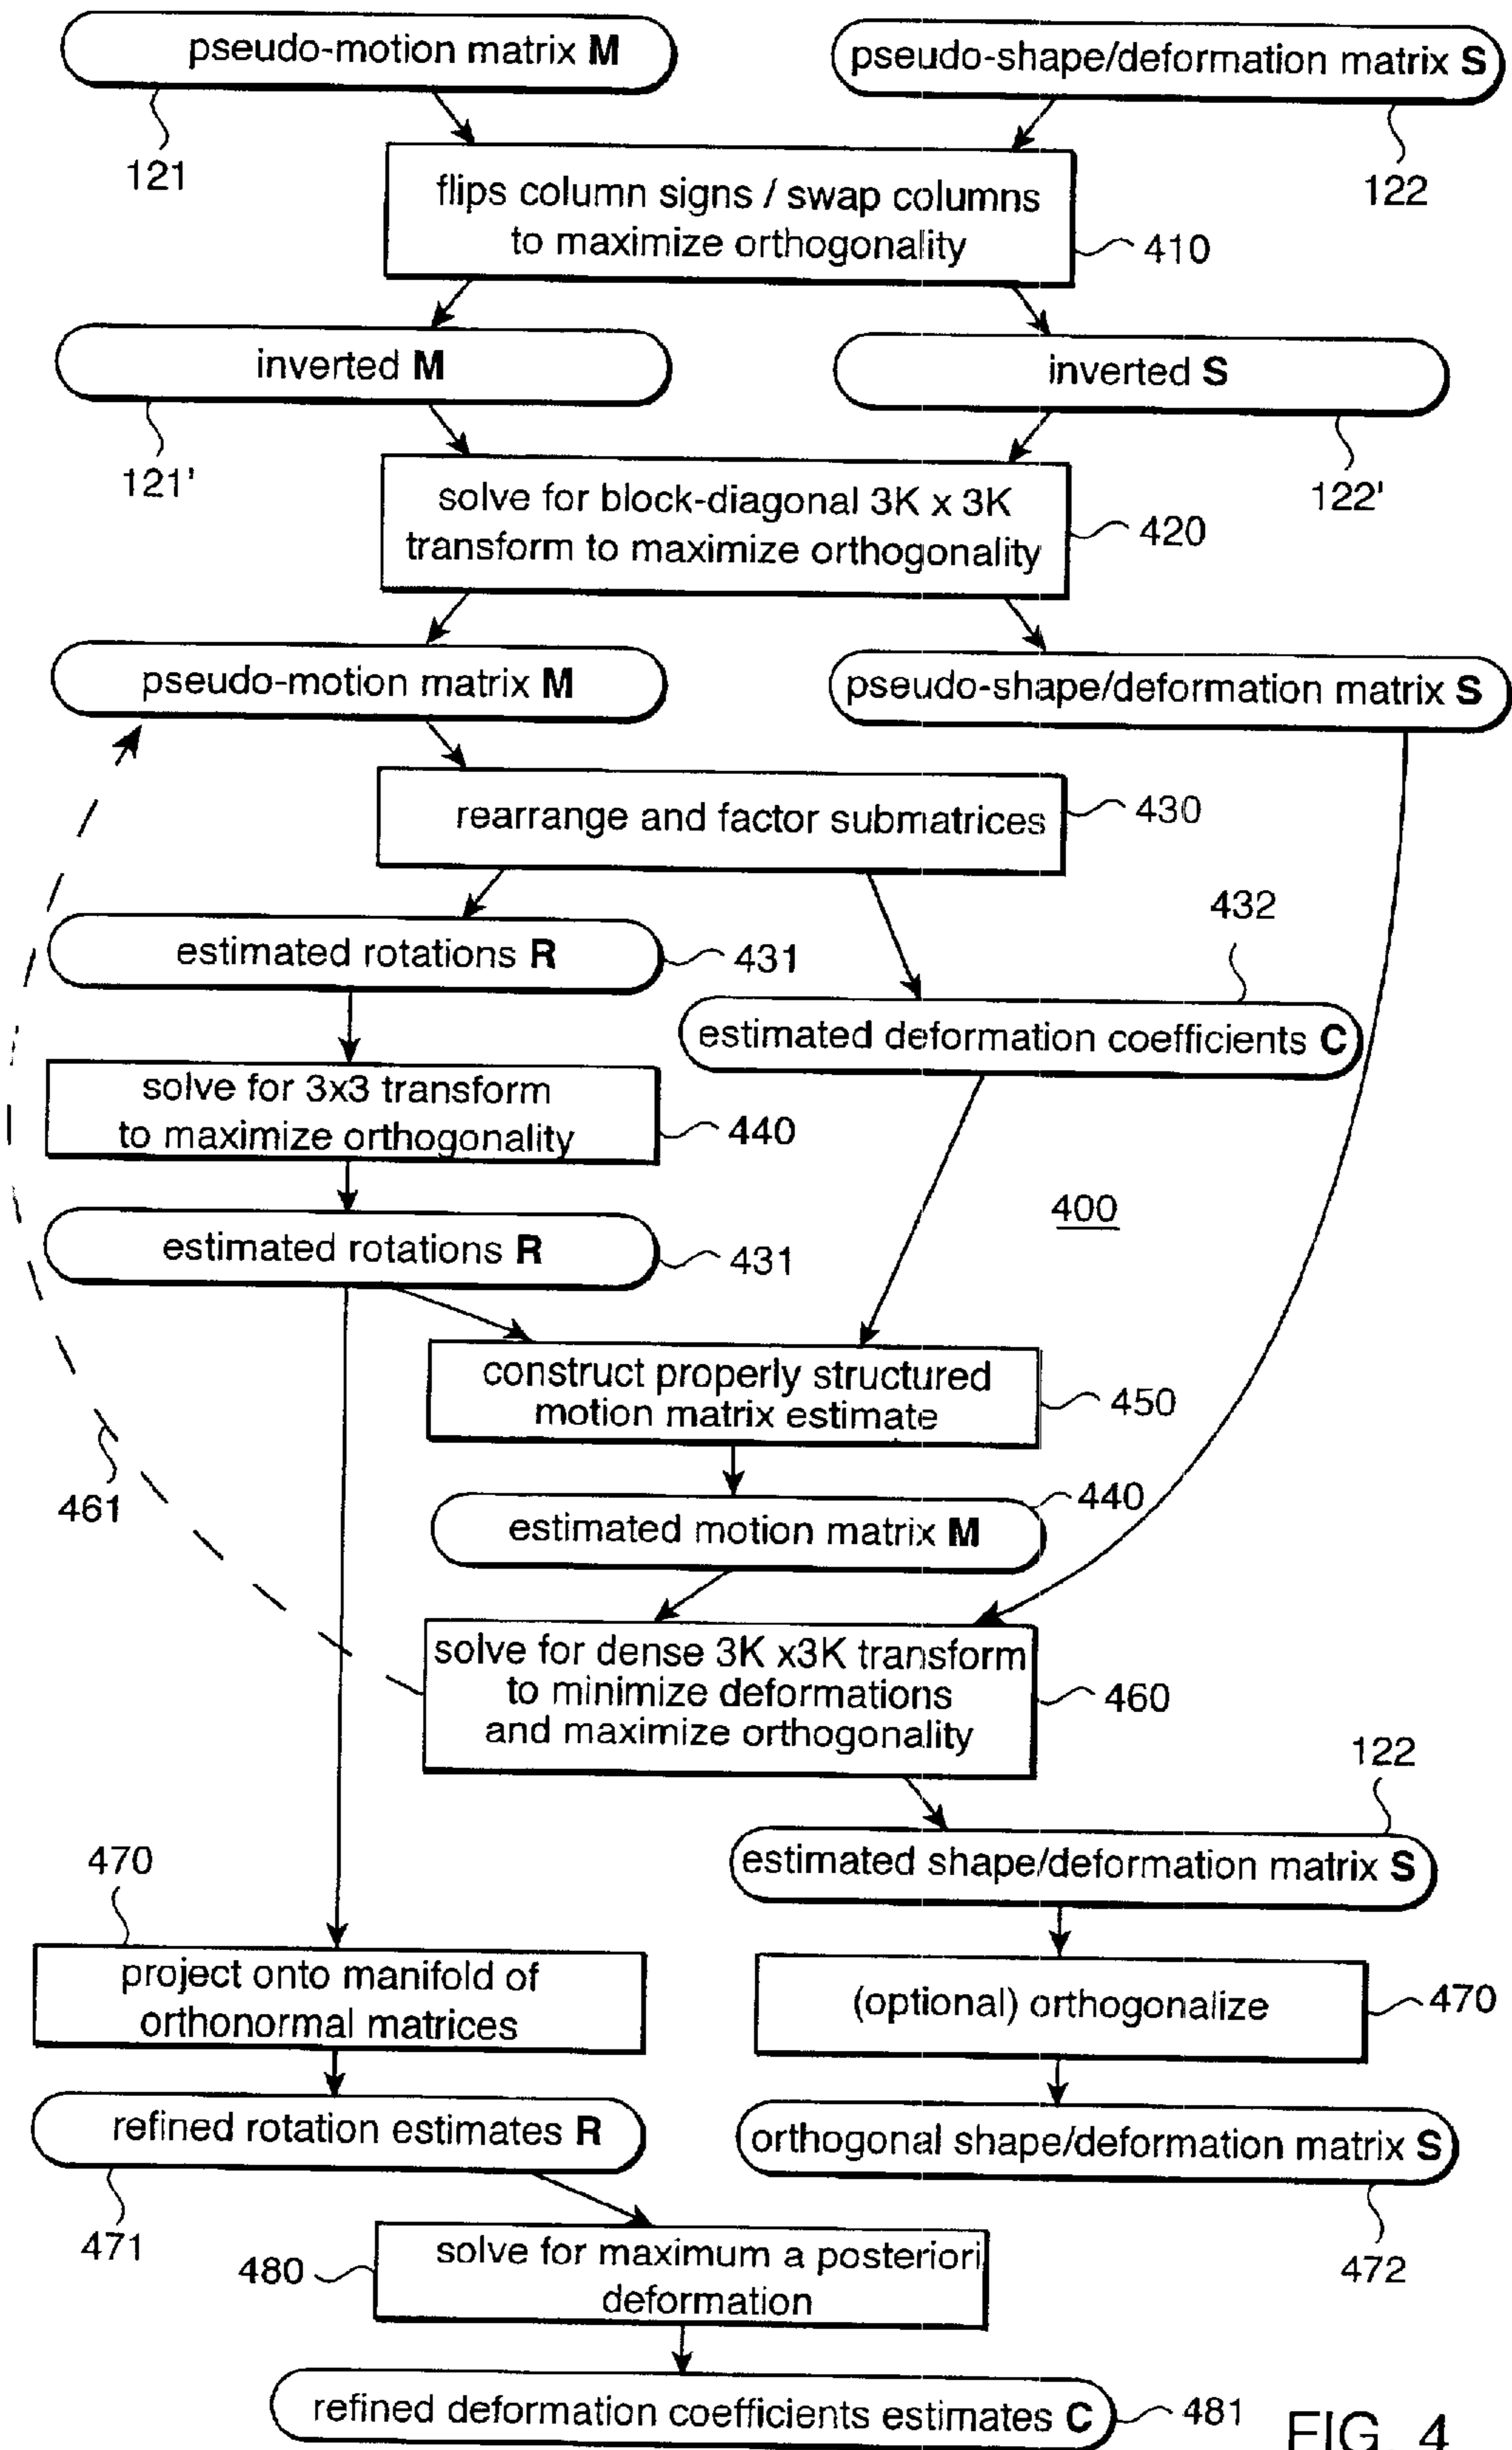 pseudo-motion matrix M
pseudo-shape/deformation matrix S
121
122
flips column signs / swap columns
to maximize orthogonality
410
inverted M
inverted S
121'
122'
solve for block-diagonal 3K x 3K
transform to maximize orthogonality
420
pseudo-motion matrix M
pseudo-shape/deformation matrix S
rearrange and factor submatrices
430
432
estimated rotations R
431
estimated deformation coefficients C
solve for 3x3 transform
to maximize orthogonality
440
400
estimated rotations R
431
construct properly structured
motion matrix estimate
450
461
440
estimated motion matrix M
solve for dense 3K x3K transform
to minimize deformations
and maximize orthogonality
460
122
estimated shape/deformation matrix S
470
project onto manifold of
orthonormal matrices
(optional) orthogonalize
470
refined rotation estimates R
orthogonal shape/deformation matrix S
471
472
480
solve for maximum a posteriori
deformation
refined deformation coefficients estimates C
481
FIG. 4